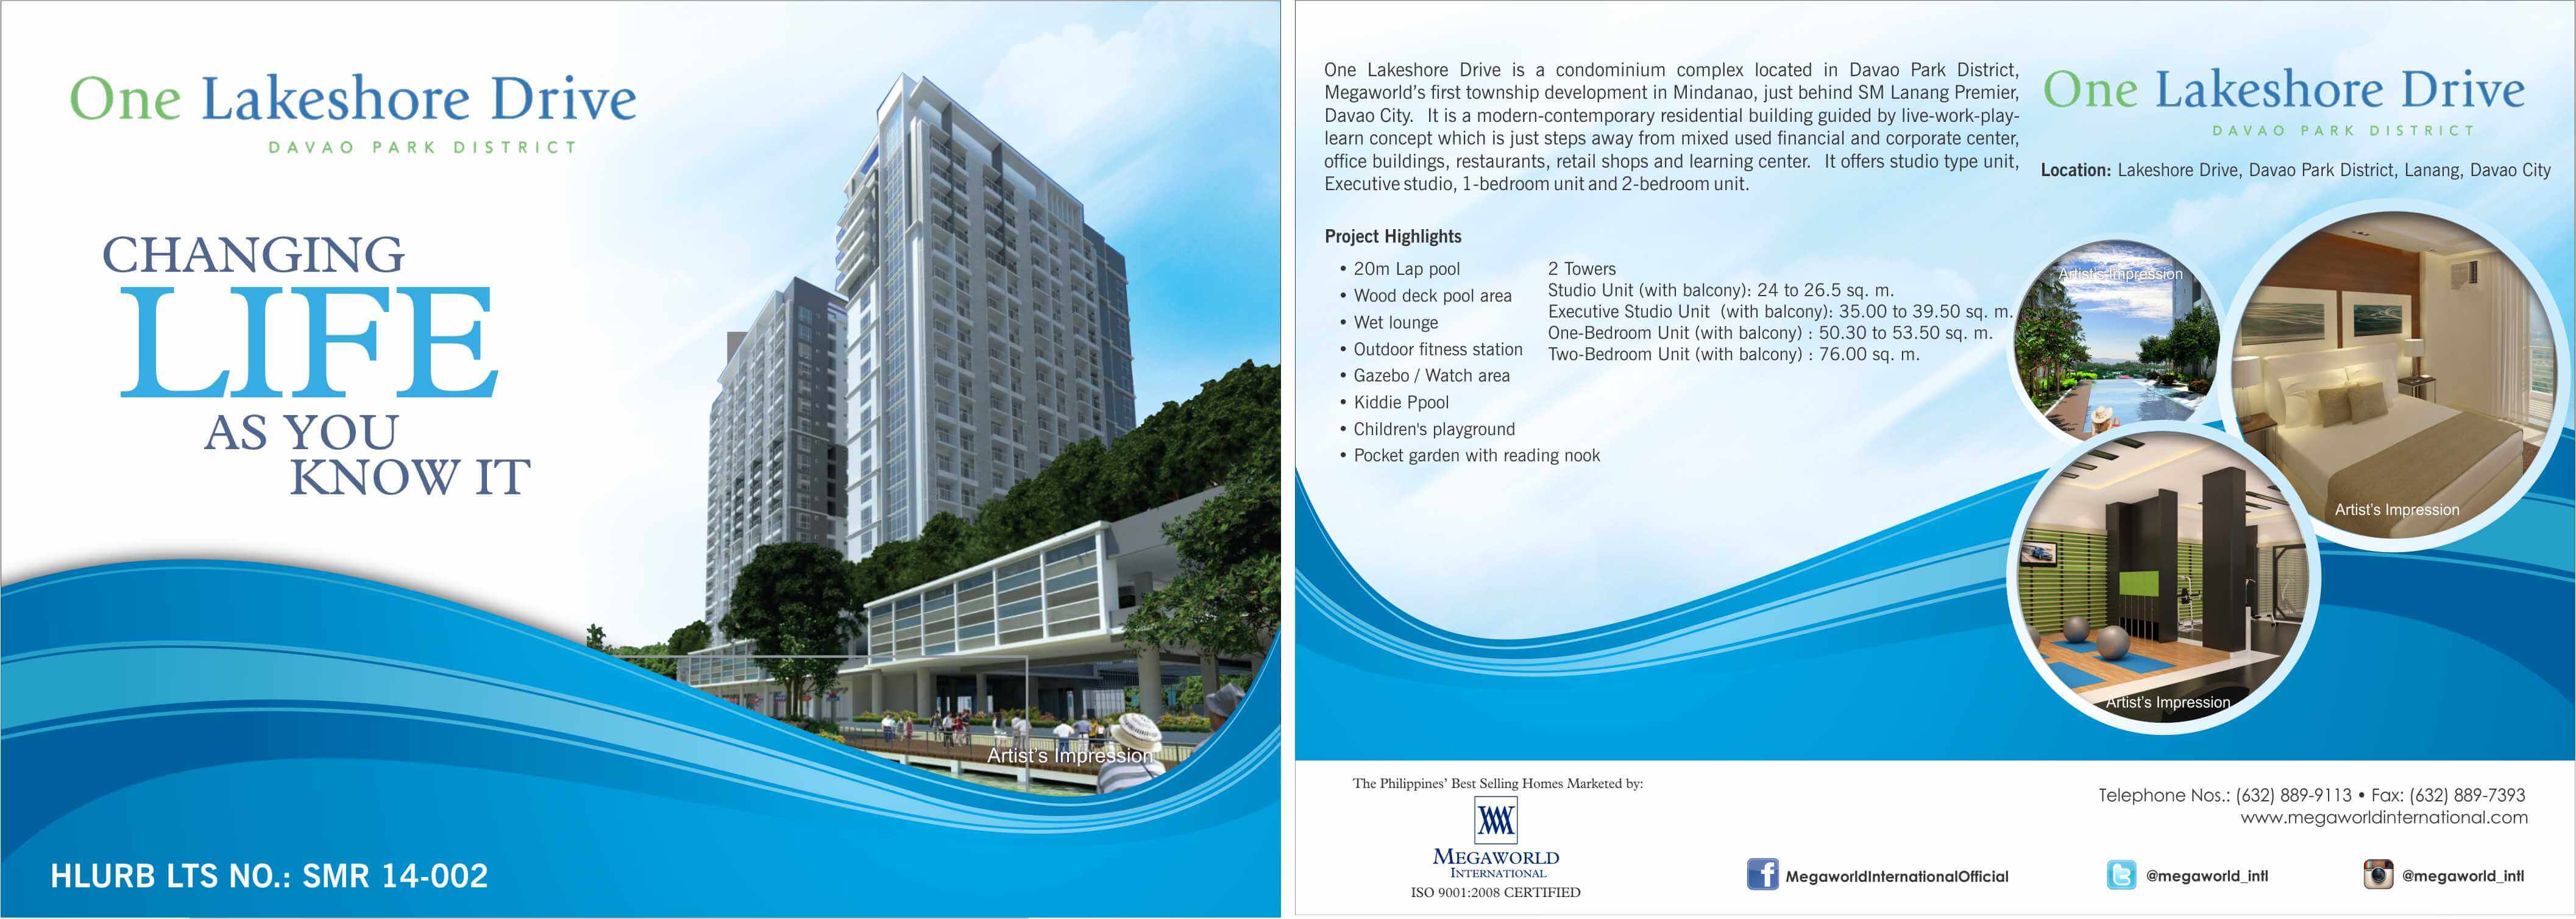 One Lakeshore Drive
DAVAO PARK DISTRICT
CHANGING
LIFE
AS YOU
KNOW IT
Artist's Impression
HLURB LTS NO.: SMR 14-002
One Lakeshore Drive is a condominium complex located in Davao Park District,
Megaworld's first township development in Mindanao, just behind SM Lanang Premier,
Davao City. It is a modern-contemporary residential building guided by live-work-play-
learn concept which is just steps away from mixed used financial and corporate center,
office buildings, restaurants, retail shops and learning center. It offers studio type unit,
Executive studio, 1-bedroom unit and 2-bedroom unit.
One Lakeshore Drive
DAVAO PARK DISTRICT
Location: Lakeshore Drive, Davao Park District, Lanang, Davao City
Project Highlights
• 20m Lap pool
• Wood deck pool area
• Wet lounge
• Outdoor fitness station
• Gazebo / Watch area
• Kiddie Ppool
• Children's playground
• Pocket garden with reading nook
2 Towers
Studio Unit (with balcony): 24 to 26.5 sq. m.
Executive Studio Unit (with balcony): 35.00 to 39.50 sq. m.
One-Bedroom Unit (with balcony) : 50.30 to 53.50 sq. m.
Two-Bedroom Unit (with balcony) : 76.00 sq. m.
Artist's Impression
Artist's Impression
Artist's Impression
The Philippines' Best Selling Homes Marketed by:
MEGAWORLD
INTERNATIONAL
ISO 9001:2008 CERTIFIED
Telephone Nos.: (632) 889-9113 • Fax: (632) 889-7393
www.megaworldinternational.com
MegaworldInternationalOfficial
@megaworld_intl
@megaworld_intl